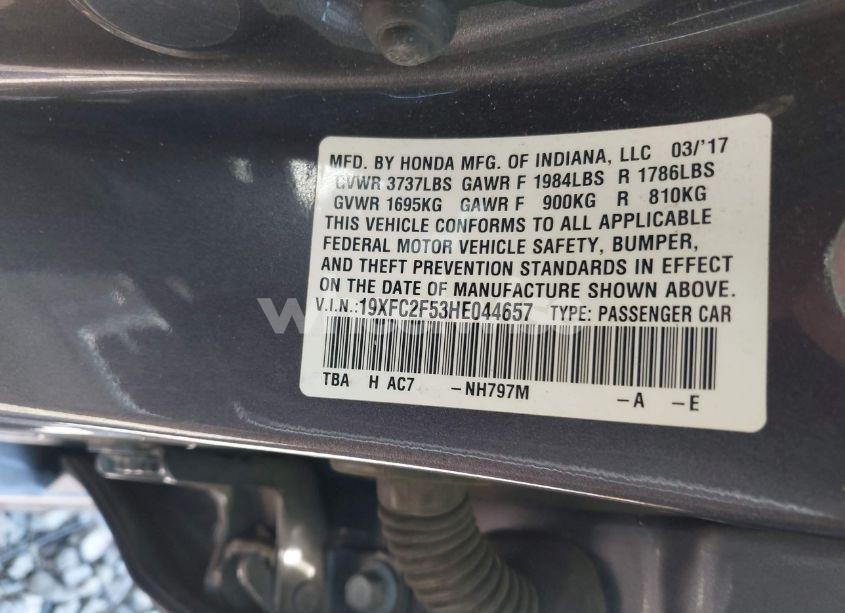 MFD. BY HONDA MFG. OF INDIANA, LLC 03/'17
GVWR 3737LBS GAWR F 1984LBS R 1786LBS
GVWR 1695KG GAWR F 900KG R 810KG
THIS VEHICLE CONFORMS TO ALL APPLICABLE
FEDERAL MOTOR VEHICLE SAFETY, BUMPER,
AND THEFT PREVENTION STANDARDS IN EFFECT
ON THE DATE OF MANUFACTURE SHOWN ABOVE.
V.I.N.:19XFC2F53HE044657 TYPE: PASSENGER CAR
TBA H AC7 -NH797M -A -E